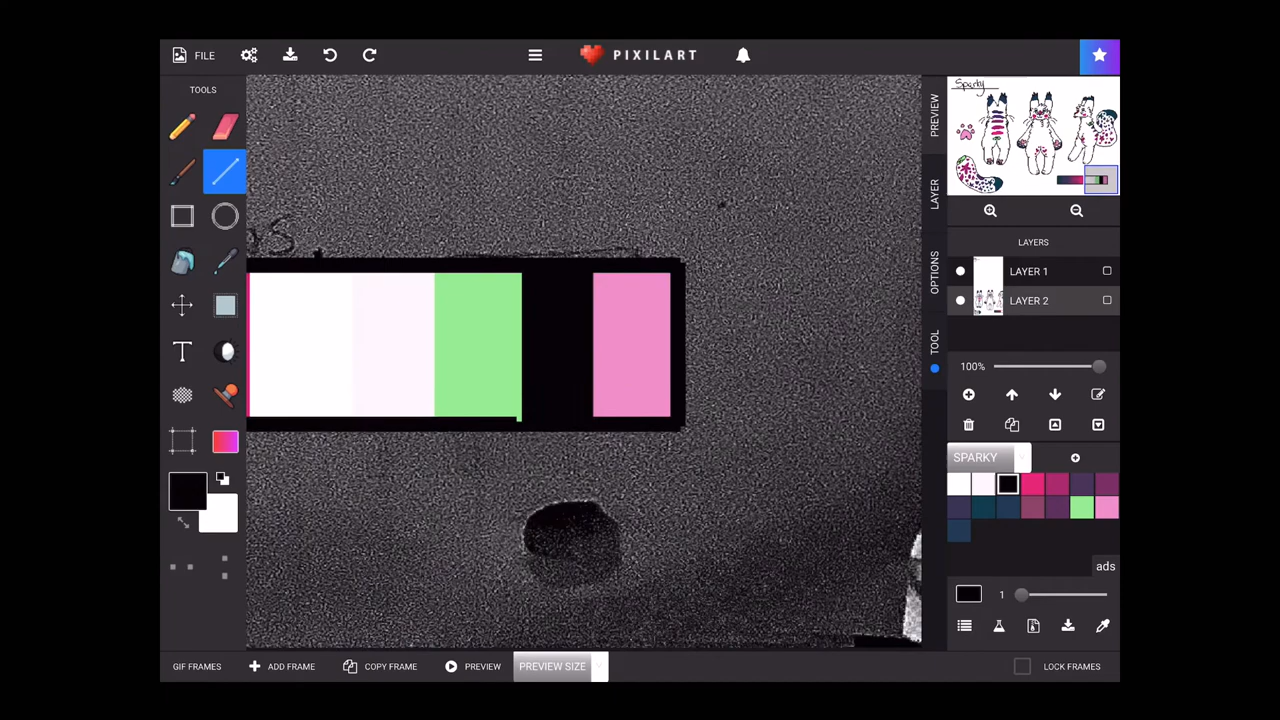 FILE
PIXILART
TOOLS
PREVIEW
LAYER
OPTIONS
TOOL
Sparky
LAYERS
LAYER 1
LAYER 2
100%
SPARKY
ads
1
T
S
GIF FRAMES
ADD FRAME
COPY FRAME
PREVIEW
PREVIEW SIZE
LOCK FRAMES